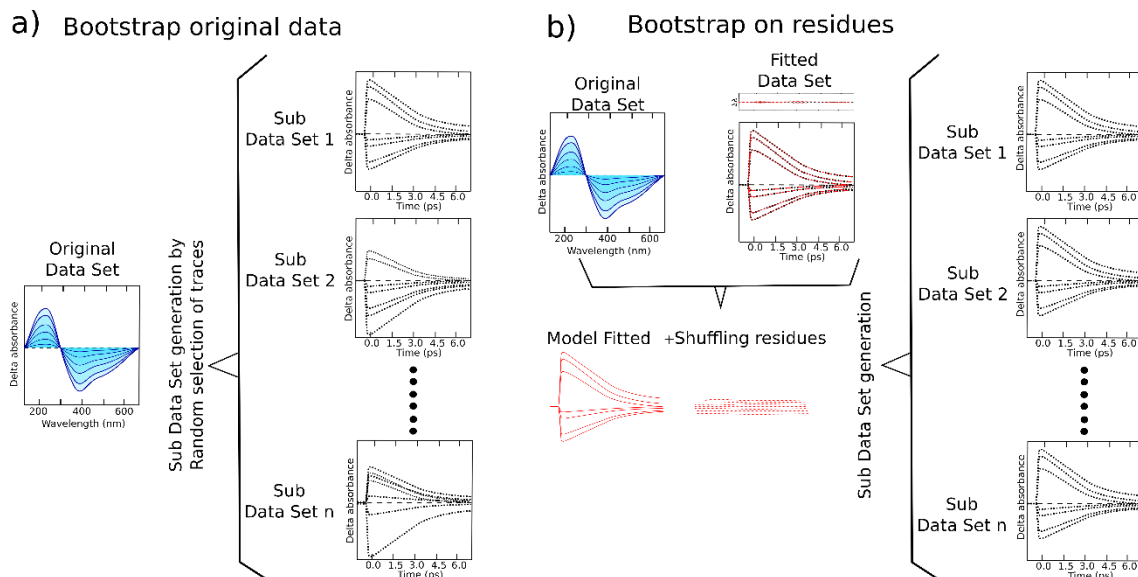 a) Bootstrap original data
Original
Data Set
Delta absorbance
200
400
600
Wavelength (nm)
Sub Data Set generation by
Random selection of traces
Sub
Data Set 1
Delta absorbance
0.0 1.5 3.0 4.5 6.0
Time (ps)
Sub
Data Set 2
Delta absorbance
0.0 1.5 3.0 4.5 6.0
Time (ps)
Sub
Data Set n
Delta absorbance
0.0 1.5 3.0 4.5 6.0
Time (ps)
b) Bootstrap on residues
Original
Data Set
Delta absorbance
200 400 600
Wavelength (nm)
Fitted
Data Set
Delta absorbance
0.0 1.5 3.0 4.5 6.0
Time (ps)
Model Fitted +Shuffling residues
Sub Data Set generation
Sub
Data Set 1
Delta absorbance
0.0 1.5 3.0 4.5 6.0
Time (ps)
Sub
Data Set 2
Delta absorbance
0.0 1.5 3.0 4.5 6.0
Time (ps)
Sub
Data Set n
Delta absorbance
0.0 1.5 3.0 4.5 6.0
Time (ps)